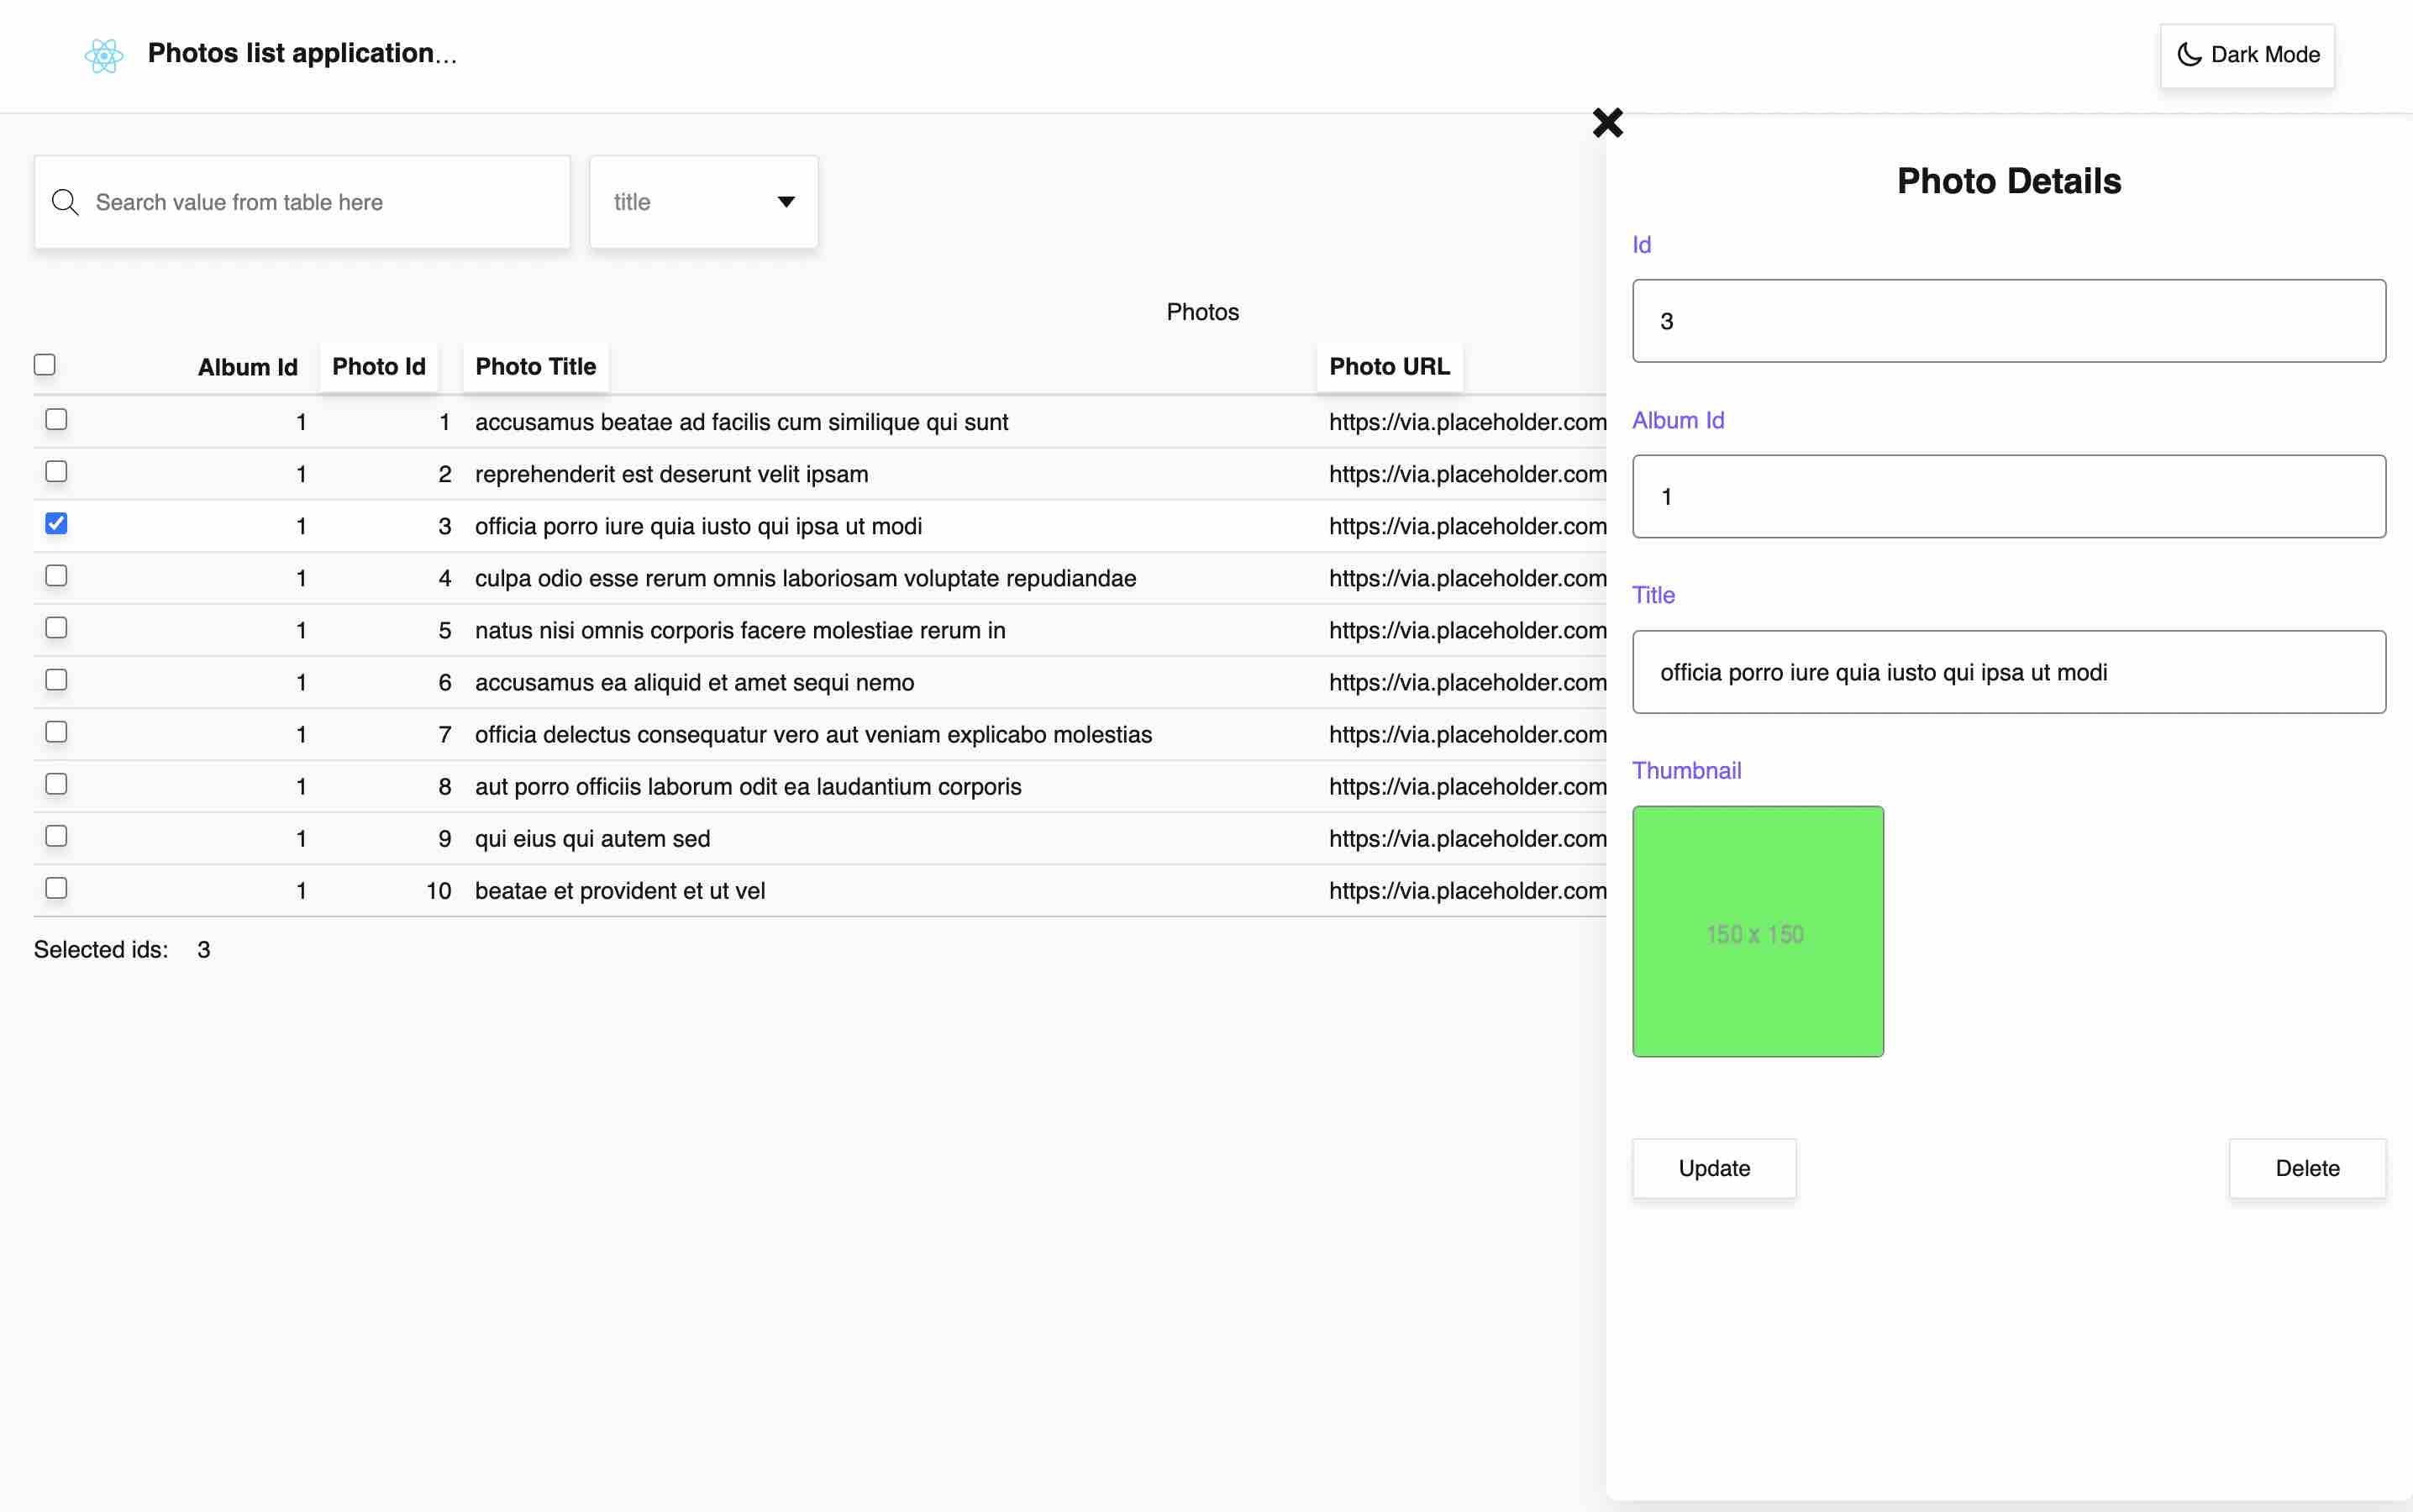 Photos list application...
Dark Mode
Search value from table here
title
Photos
Album Id Photo Id Photo Title Photo URL
1 1 accusamus beatae ad facilis cum similique qui sunt https://via.placeholder.com
1 2 reprehenderit est deserunt velit ipsam https://via.placeholder.com
1 3 officia porro iure quia iusto qui ipsa ut modi https://via.placeholder.com
1 4 culpa odio esse rerum omnis laboriosam voluptate repudiandae https://via.placeholder.com
1 5 natus nisi omnis corporis facere molestiae rerum in https://via.placeholder.com
1 6 accusamus ea aliquid et amet sequi nemo https://via.placeholder.com
1 7 officia delectus consequatur vero aut veniam explicabo molestias https://via.placeholder.com
1 8 aut porro officiis laborum odit ea laudantium corporis https://via.placeholder.com
1 9 qui eius qui autem sed https://via.placeholder.com
1 10 beatae et provident et ut vel https://via.placeholder.com
Selected ids: 3
Photo Details
Id
3
Album Id
1
Title
officia porro iure quia iusto qui ipsa ut modi
Thumbnail
150 x 150
Update
Delete